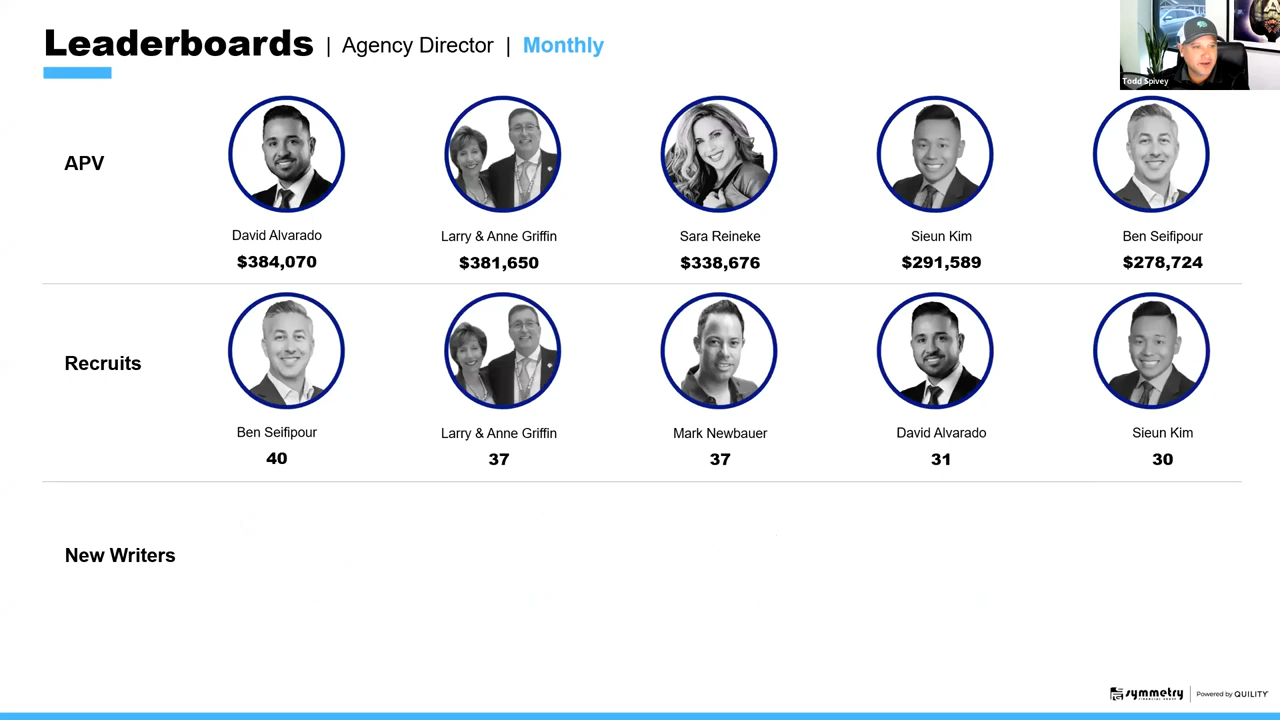 Leaderboards | Agency Director | Monthly
Todd Spivey
APV
David Alvarado Larry & Anne Griffin Sara Reineke Sieun Kim Ben Seifipour
$384,070 $381,650 $338,676 $291,589 $278,724
Recruits
Ben Seifipour Larry & Anne Griffin Mark Newbauer David Alvarado Sieun Kim
40 37 37 31 30
New Writers
symmetry Powered by QUILITY
FINANCIAL GROUP